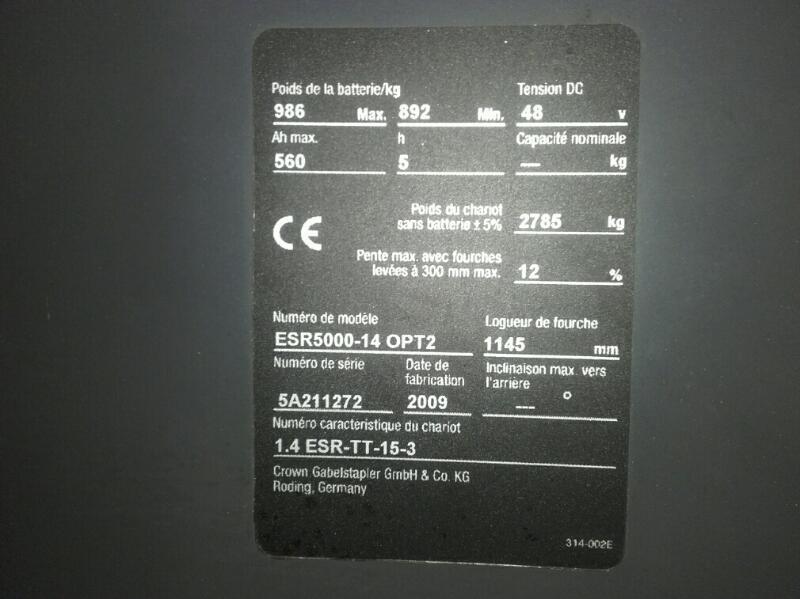 Poids de la batterie/kg Tension DC
986 Max. 892 Min. 48 v
Ah max. h Capacité nominale
560 5 --- kg
Poids du chariot
sans batterie ± 5% 2785 kg
CE
Pente max. avec fourches
levées à 300 mm max. 12 %
Numéro de modèle Logueur de fourche
ESR5000-14 OPT2 1145 mm
Numéro de série Date de fabrication Inclinaison max. vers l'arrière
5A211272 2009 --- °
Numéro caracteristique du chariot
1.4 ESR-TT-15-3
Crown Gabelstapler GmbH & Co. KG
Roding, Germany
314-002E